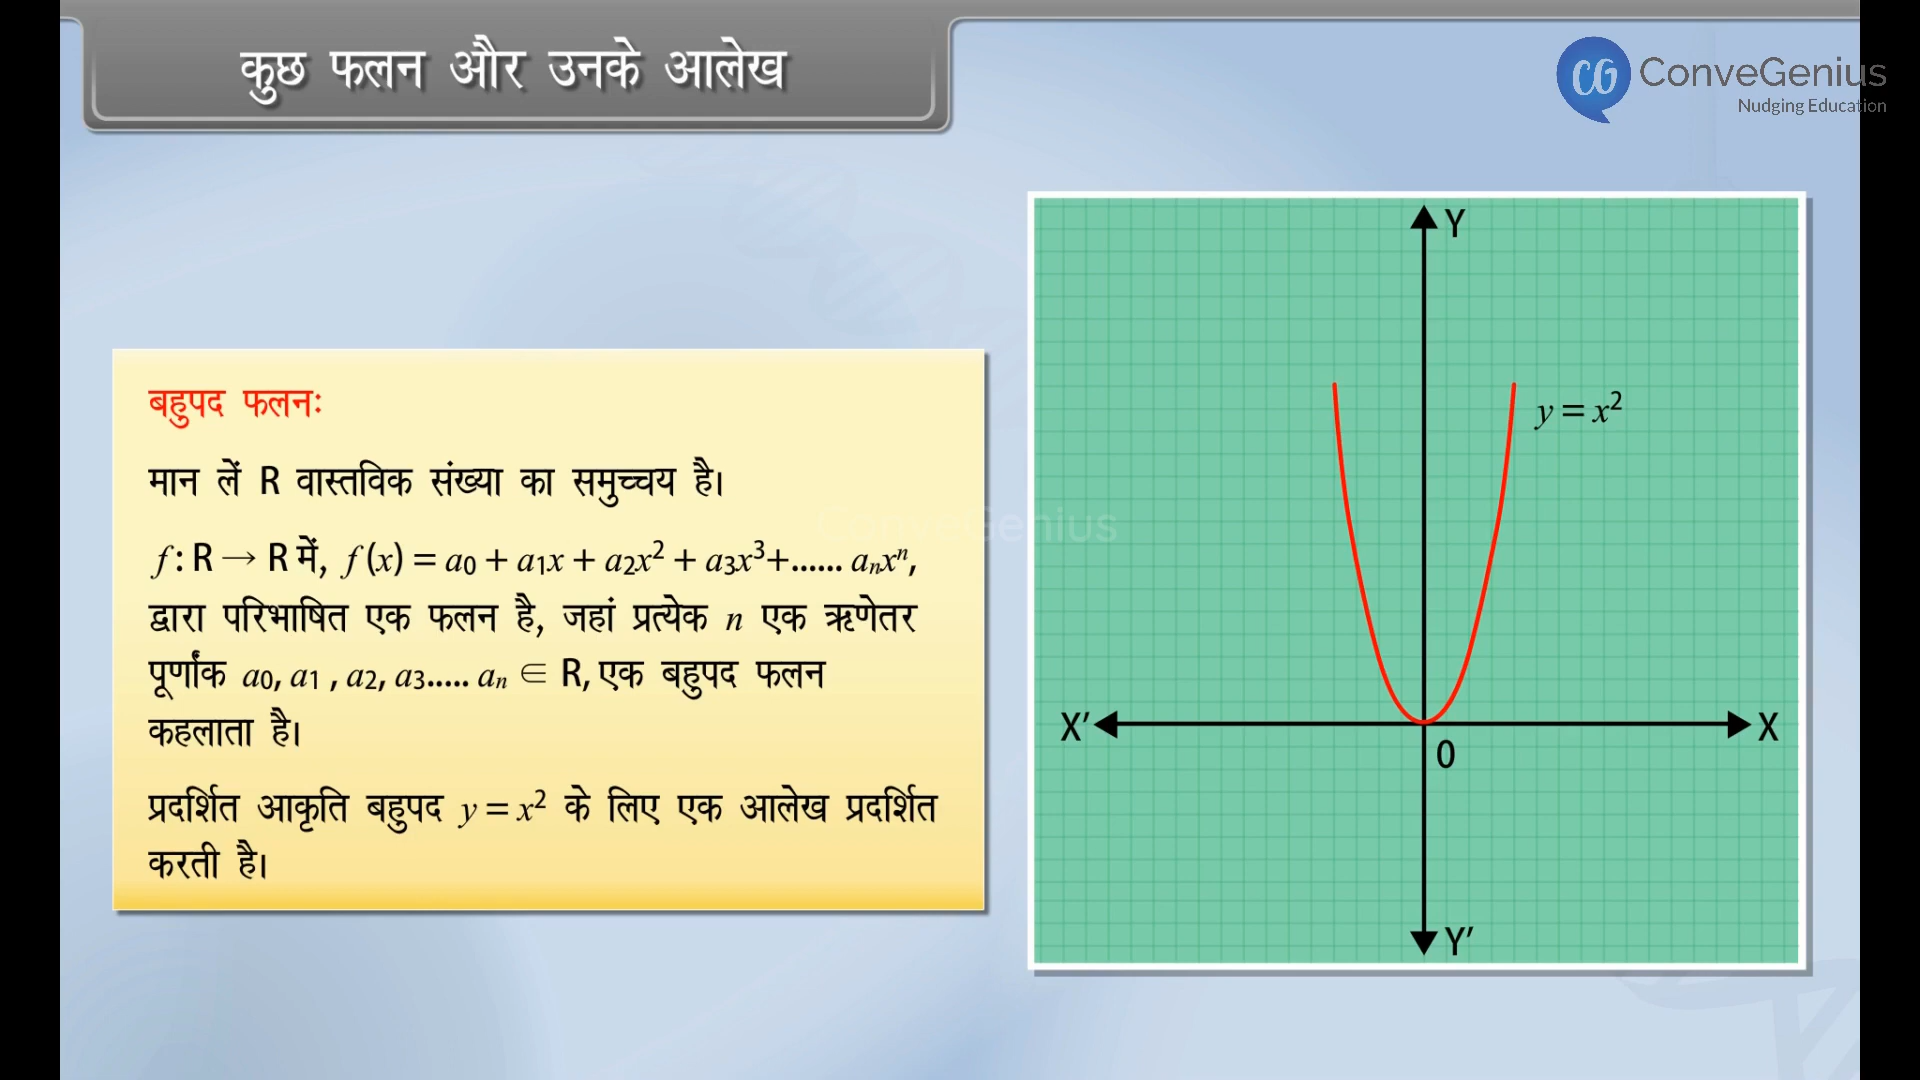 कुछ फलन और उनके आलेख
CG ConveGenius
Nudging Education
बहुपद फलनः
मान लें R वास्तविक संख्या का समुच्चय है।
f : R → R में, f (x) = a₀ + a₁x + a₂x² + a₃x³+...... aₙxⁿ,
द्वारा परिभाषित एक फलन है, जहां प्रत्येक n एक ऋणेतर
पूर्णांक a₀, a₁ , a₂, a₃..... aₙ ∈ R, एक बहुपद फलन
कहलाता है।
प्रदर्शित आकृति बहुपद y = x² के लिए एक आलेख प्रदर्शित
करती है।
ConveGenius
Y
y = x²
X′
X
0
Y′